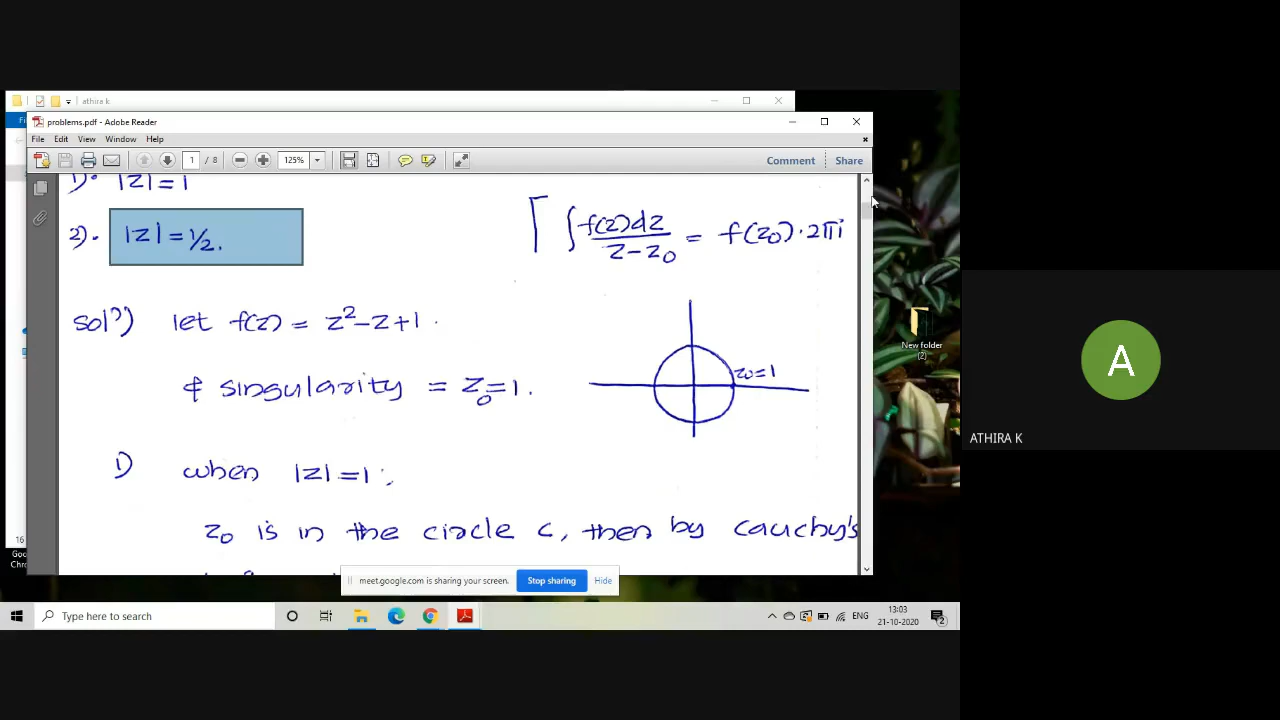 athira k
problems.pdf - Adobe Reader
File Edit View Window Help
1 / 8 125% Comment Share
1). |z| = 1
2). |z| = 1/2.
∫ f(z)dz / z - z₀ = f(z₀) · 2πi
Sol?) let f(z) = z² - z + 1 .
& singularity = z₀ = 1 .
z₀ = 1
1) when |z| = 1 :
z₀ is in the circle c, then by cauchy's
meet.google.com is sharing your screen. Stop sharing Hide
New folder (2)
Type here to search
ENG
13:03
21-10-2020
2
A
ATHIRA K